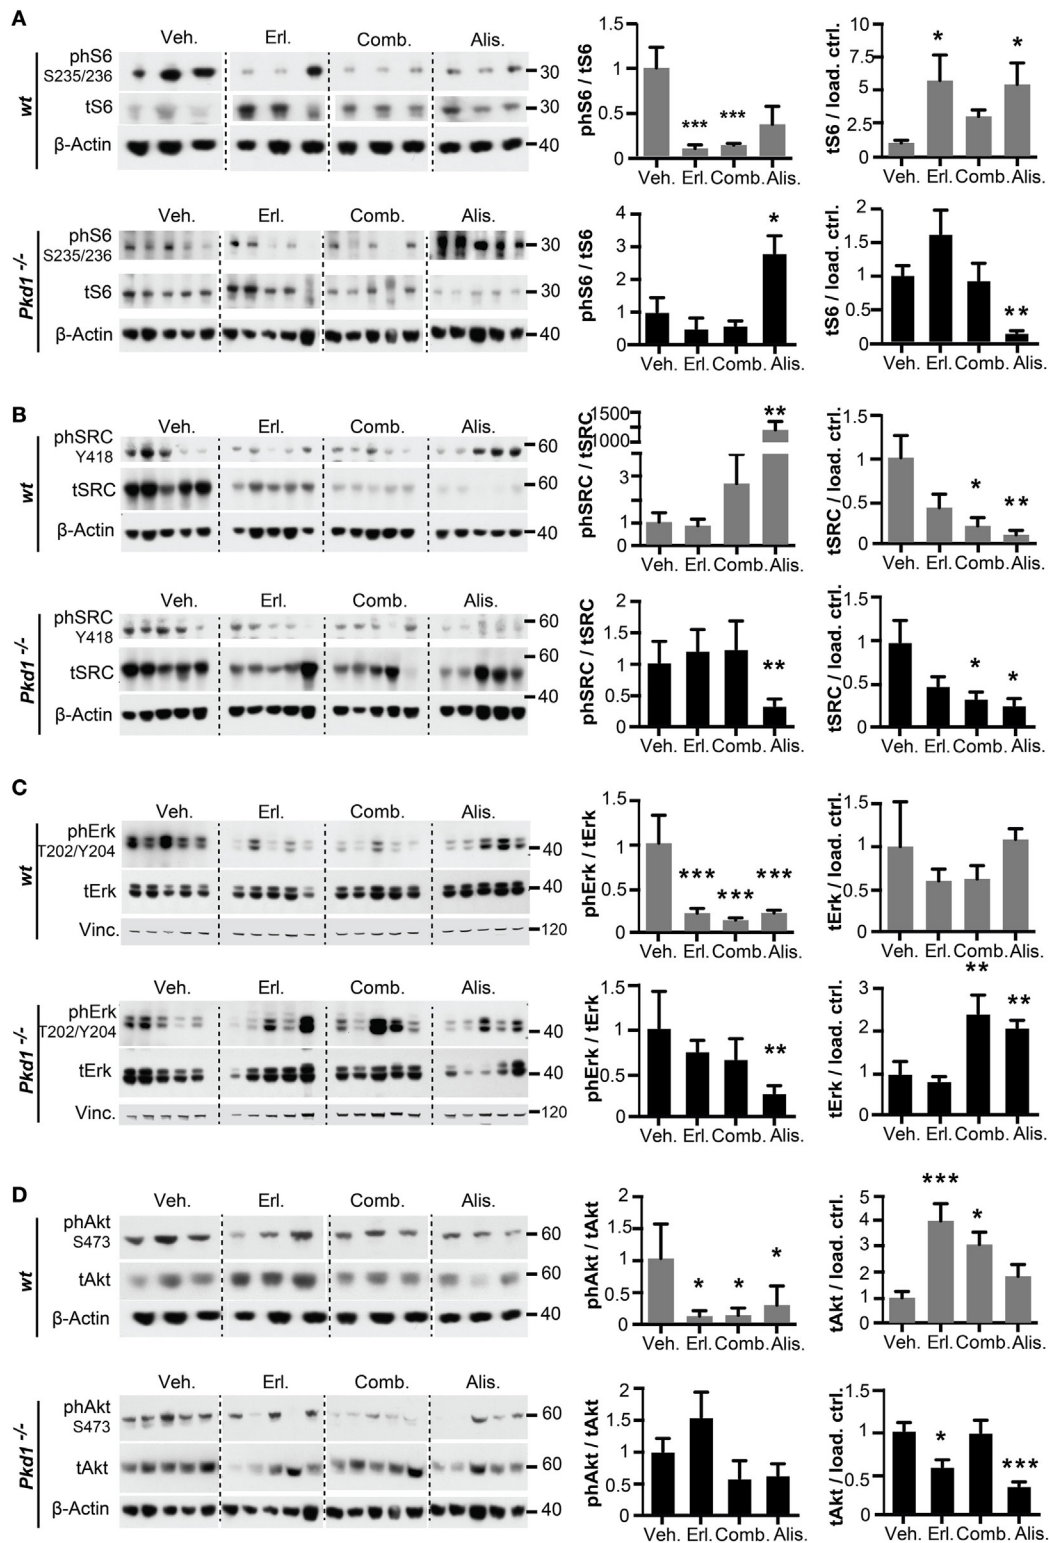 A
Veh. Erl. Comb. Alis.
wt
phS6
S235/236
30
tS6
30
β-Actin
40
phS6 / tS6
1.5
1
0.5
0
*** ***
Veh. Erl. Comb. Alis.
tS6 / load. ctrl.
10
7.5
5
2.5
0
* *
Veh. Erl. Comb. Alis.
Veh. Erl. Comb. Alis.
Pkd1 -/-
phS6
S235/236
30
tS6
30
β-Actin
40
phS6 / tS6
4
3
2
1
0
*
Veh. Erl. Comb. Alis.
tS6 / load. ctrl.
2
1.5
1
0.5
0
**
Veh. Erl. Comb. Alis.
B
Veh. Erl. Comb. Alis.
wt
phSRC
Y418
60
tSRC
60
β-Actin
40
phSRC / tSRC
1500
1000
3
1
0
**
Veh. Erl. Comb. Alis.
tSRC / load. ctrl.
1.5
1
0.5
0
* **
Veh. Erl. Comb. Alis.
Veh. Erl. Comb. Alis.
Pkd1 -/-
phSRC
Y418
60
tSRC
60
40
β-Actin
phSRC / tSRC
2
1.5
1
0.5
0
**
Veh. Erl. Comb. Alis.
tSRC / load. ctrl.
1.5
1
0.5
0
* *
Veh. Erl. Comb. Alis.
C
Veh. Erl. Comb. Alis.
wt
phErk
T202/Y204
40
tErk
40
Vinc.
120
phErk / tErk
1.5
1
0.5
0
*** *** ***
Veh. Erl. Comb. Alis.
tErk / load. ctrl.
1.5
1
0.5
0
Veh. Erl. Comb. Alis.
Veh. Erl. Comb. Alis.
Pkd1 -/-
phErk
T202/Y204
40
tErk
40
Vinc.
120
phErk / tErk
1.5
1
0.5
0
**
Veh. Erl. Comb. Alis.
tErk / load. ctrl.
3
2
1
0
** **
Veh. Erl. Comb. Alis.
D
Veh. Erl. Comb. Alis.
wt
phAkt
S473
60
tAkt
60
β-Actin
40
phAkt / tAkt
2
1
1
0.5
0
* * *
Veh. Erl. Comb. Alis.
tAkt / load. ctrl.
5
4
3
2
1
0
*** *
Veh. Erl. Comb. Alis.
Veh. Erl. Comb. Alis.
Pkd1 -/-
phAkt
S473
60
tAkt
60
β-Actin
40
phAkt / tAkt
2
1.5
1
0.5
0
Veh. Erl. Comb. Alis.
tAkt / load. ctrl.
1.5
1
0.5
0
* ***
Veh. Erl. Comb. Alis.